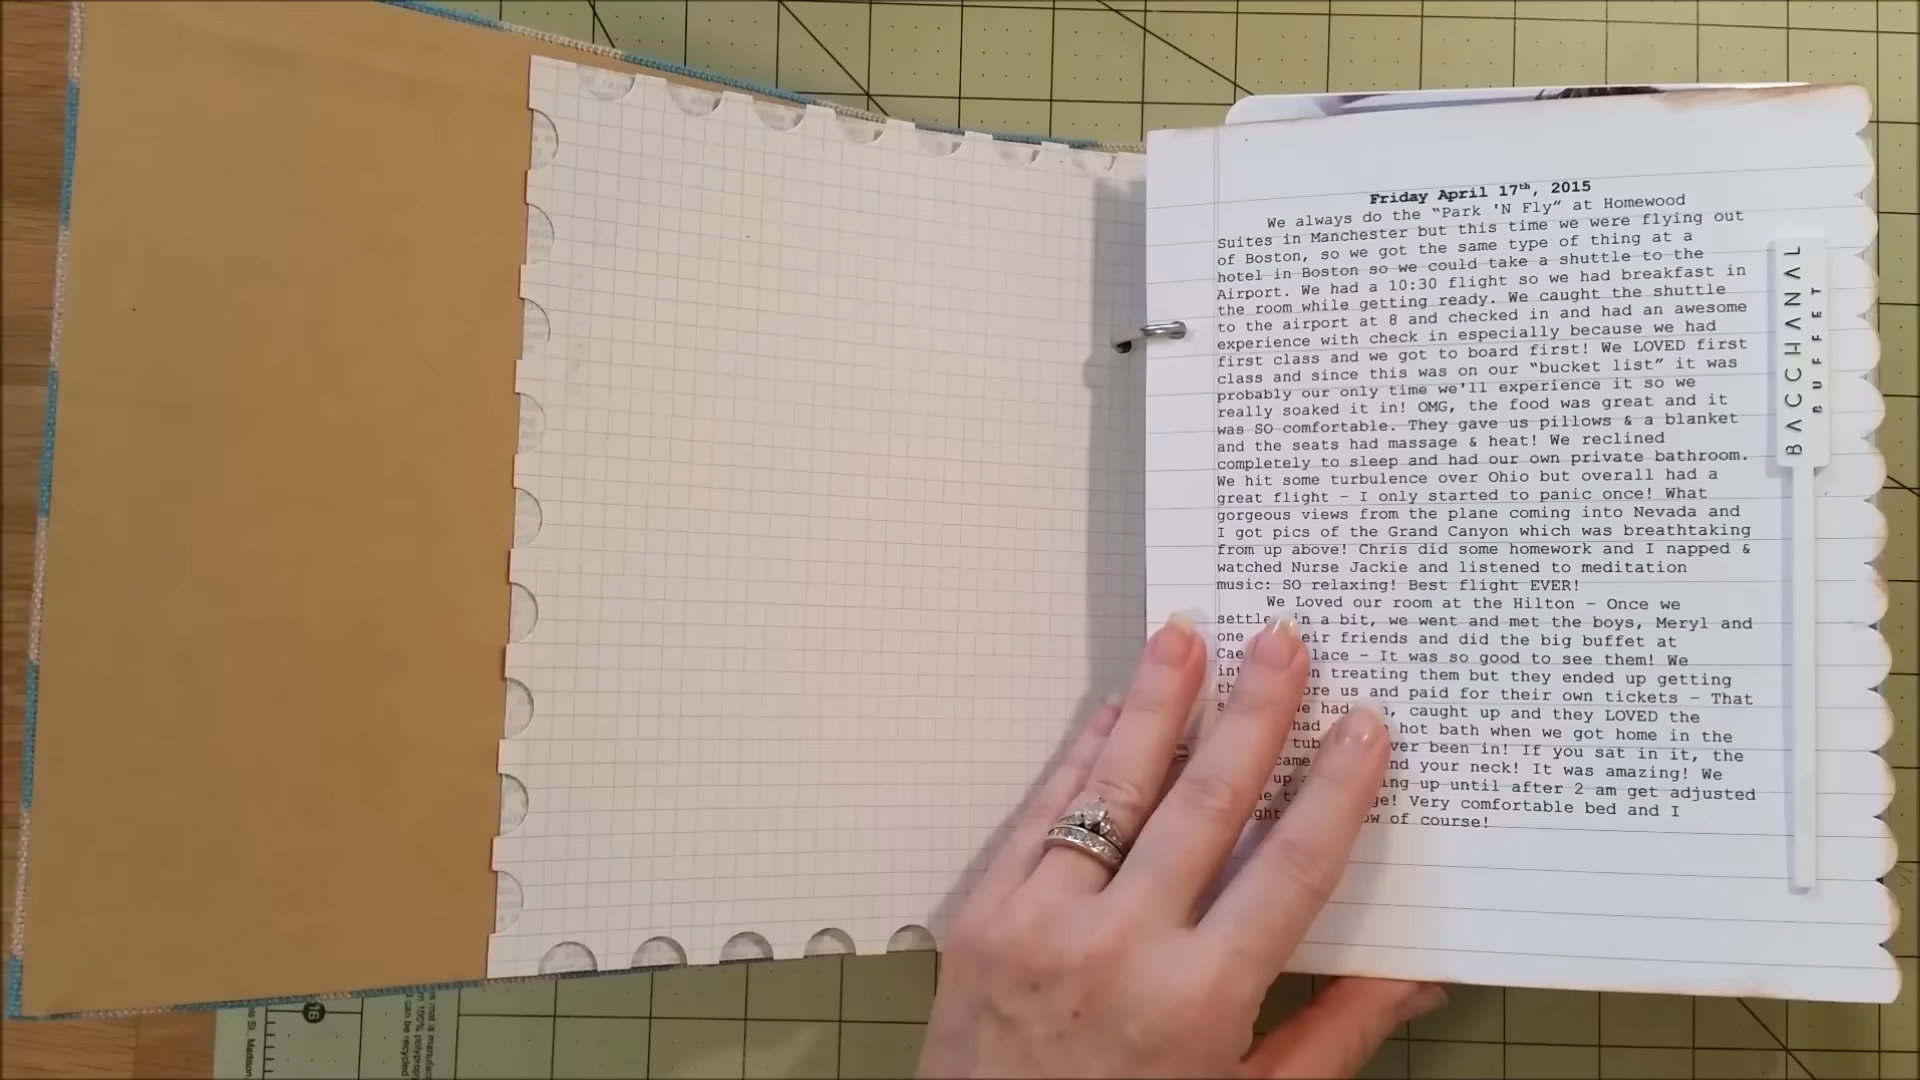 Friday April 17th, 2015
We always do the “Park 'N Fly” at Homewood
Suites in Manchester but this time we were flying out
of Boston, so we got the same type of thing at a
hotel in Boston so we could take a shuttle to the
Airport. We had a 10:30 flight so we had breakfast in
the room while getting ready. We caught the shuttle
to the airport at 8 and checked in and had an awesome
experience with check in especially because we had
first class and we got to board first! We LOVED first
class and since this was on our “bucket list” it was
probably our only time we'll experience it so we
really soaked it in! OMG, the food was great and it
was SO comfortable. They gave us pillows & a blanket
and the seats had massage & heat! We reclined
completely to sleep and had our own private bathroom.
We hit some turbulence over Ohio but overall had a
great flight – I only started to panic once! What
gorgeous views from the plane coming into Nevada and
I got pics of the Grand Canyon which was breathtaking
from up above! Chris did some homework and I napped &
watched Nurse Jackie and listened to meditation
music: SO relaxing! Best flight EVER!
We Loved our room at the Hilton – Once we
in a bit, we went and met the boys, Meryl and
one friends and did the big buffet at
– It was so good to see them! We
treating them but they ended up getting
us and paid for their own tickets – That
had caught up and they LOVED the
had hot bath when we got home in the
tub been in! If you sat in it, the
came your neck! It was amazing! We
up up until after 2 am get adjusted
Very comfortable bed and I
of course!
BACCHANAL
BUFFET
18